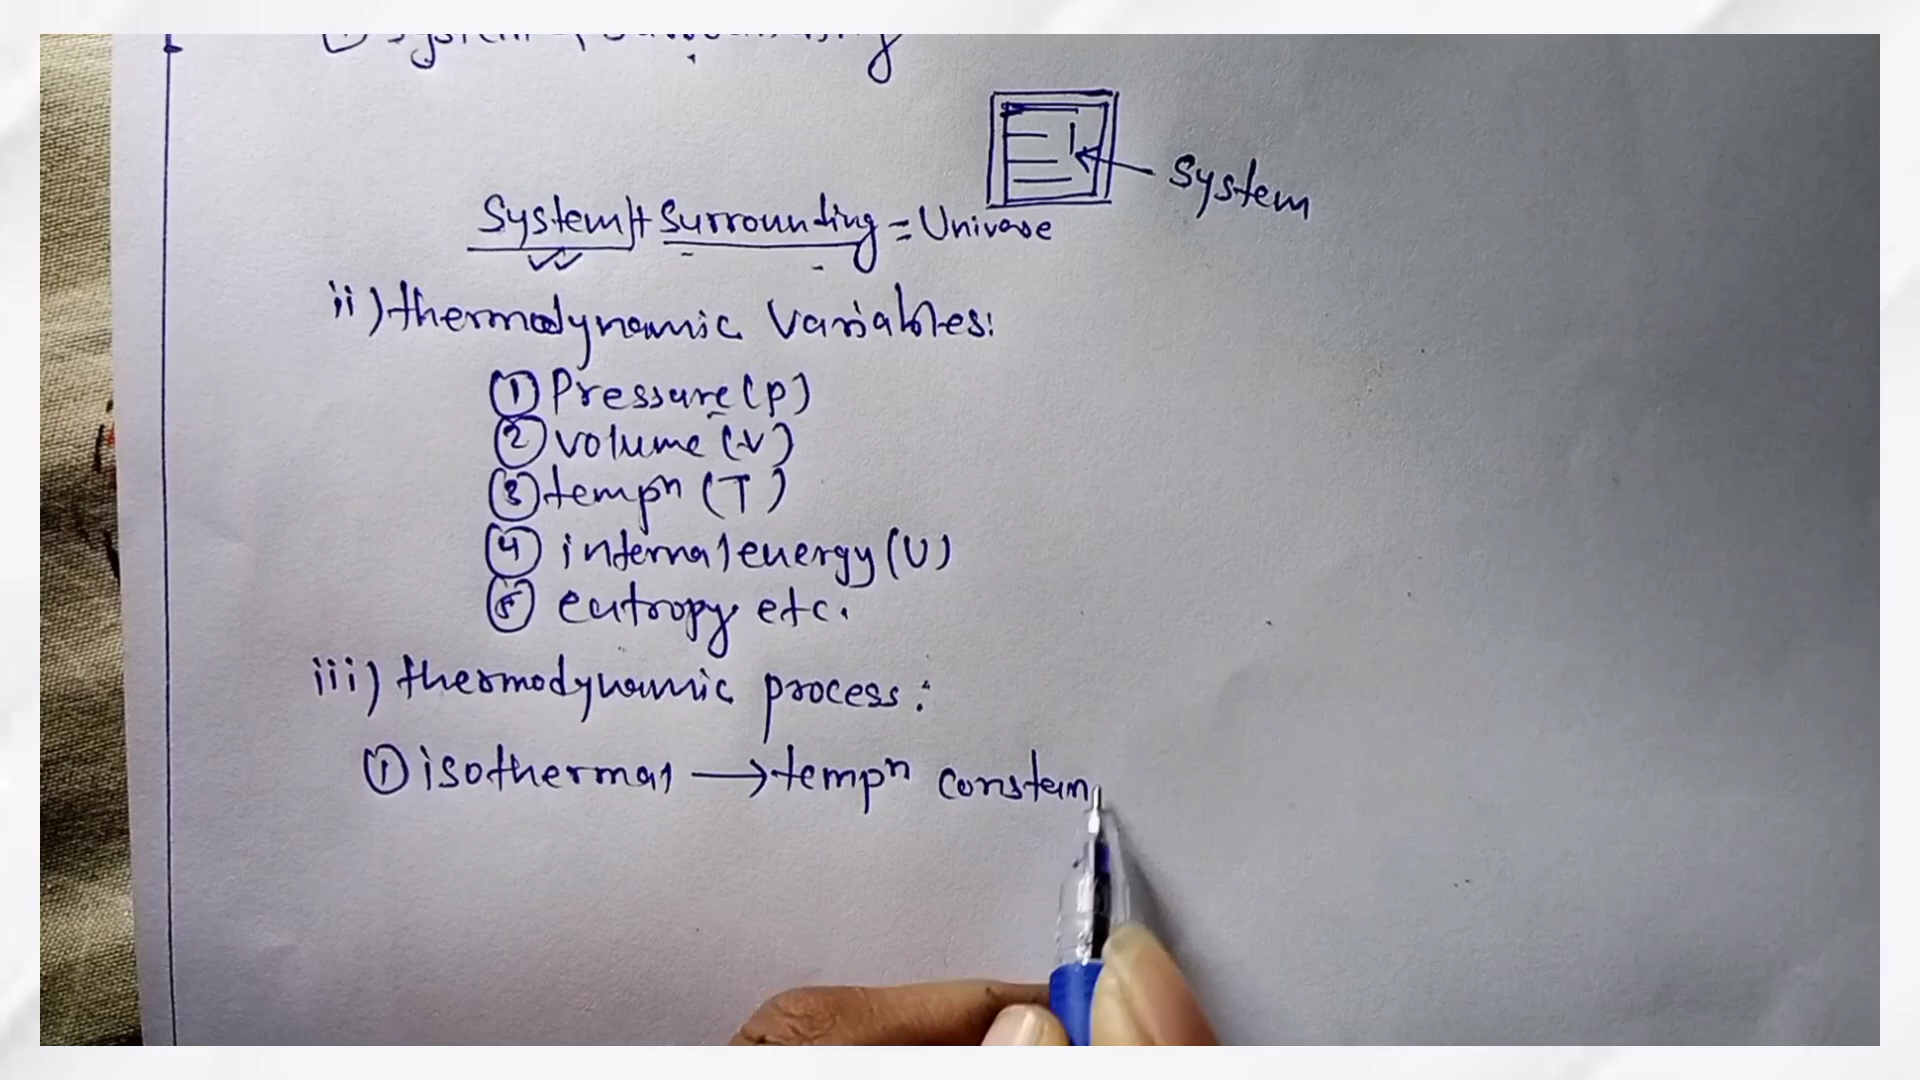 System
System + Surrounding = Universe
ii) thermodynamic variables:
① Pressure (P)
② volume (V)
③ tempn (T)
④ internal energy (U)
⑤ entropy etc.
iii) thermodynamic process:
① isothermal → tempn constan